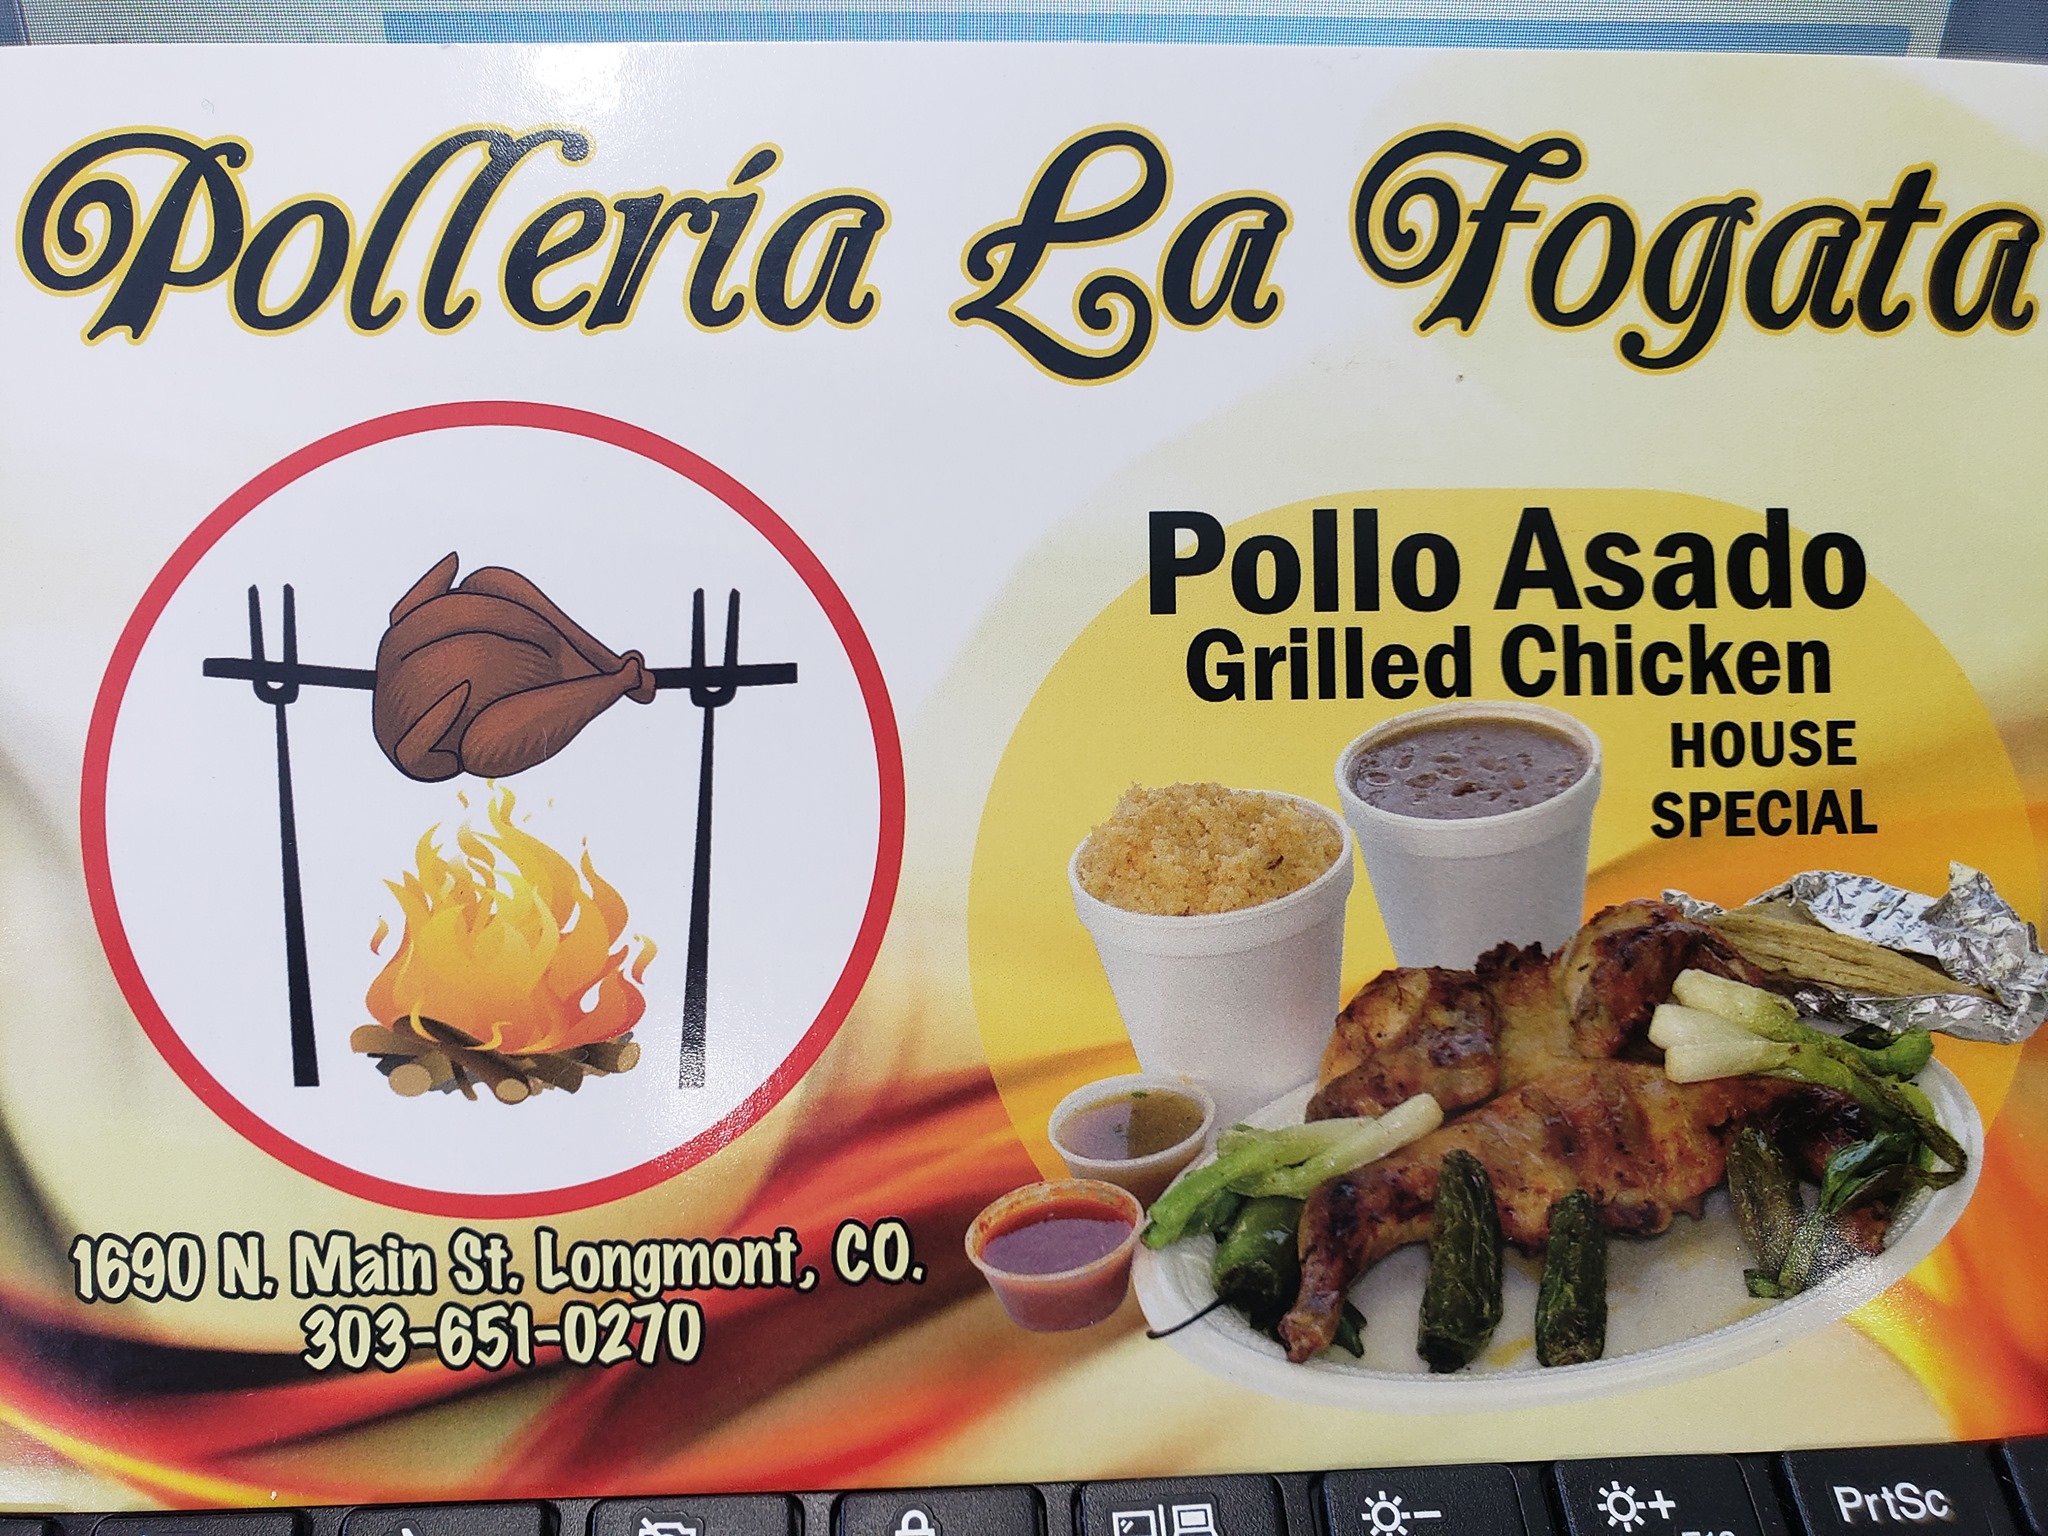 Pollería La Fogata
Pollo Asado
Grilled Chicken
HOUSE
SPECIAL
1690 N. Main St. Longmont, CO.
303-651-0270
PrtSc